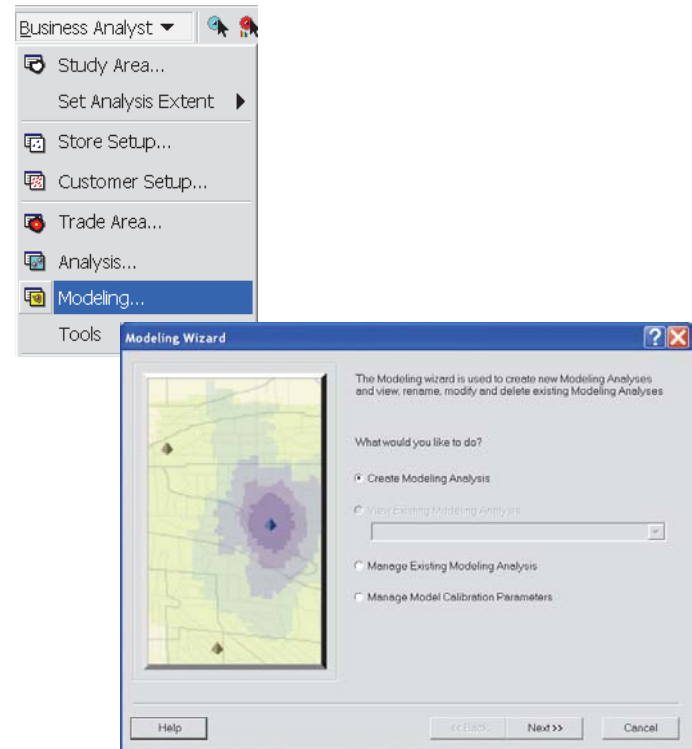 Business Analyst
Study Area...
Set Analysis Extent
Store Setup...
Customer Setup...
Trade Area...
Analysis...
Modeling...
Tools
Modeling Wizard
The Modeling wizard is used to create new Modeling Analyses
and view, rename, modify and delete existing Modeling Analyses
What would you like to do?
Create Modeling Analysis
View Existing Modeling Analysis
Manage Existing Modeling Analysis
Manage Model Calibration Parameters
Help
<< Back
Next >>
Cancel